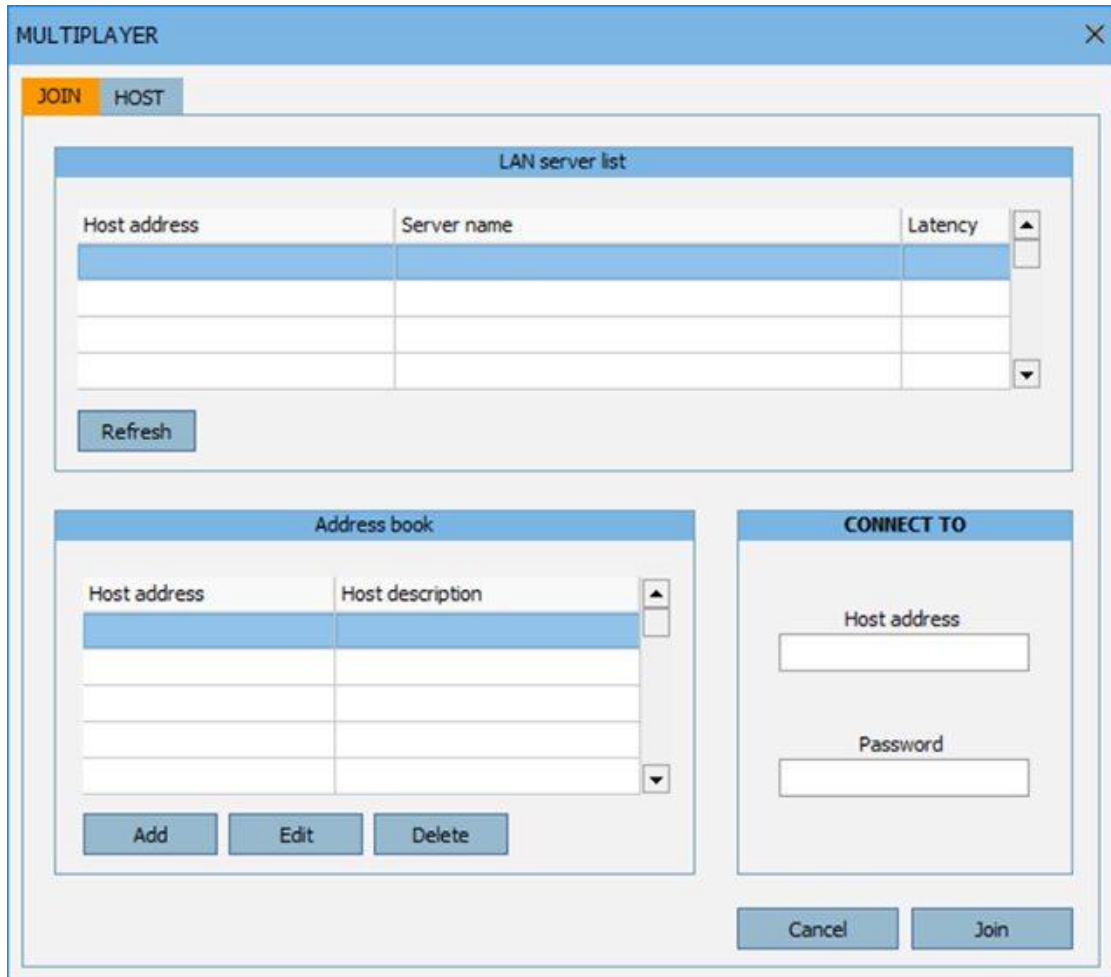 MULTIPLAYER
JOIN HOST
LAN server list
Host address Server name Latency
Refresh
Address book
Host address Host description
Add Edit Delete
CONNECT TO
Host address
Password
Cancel Join